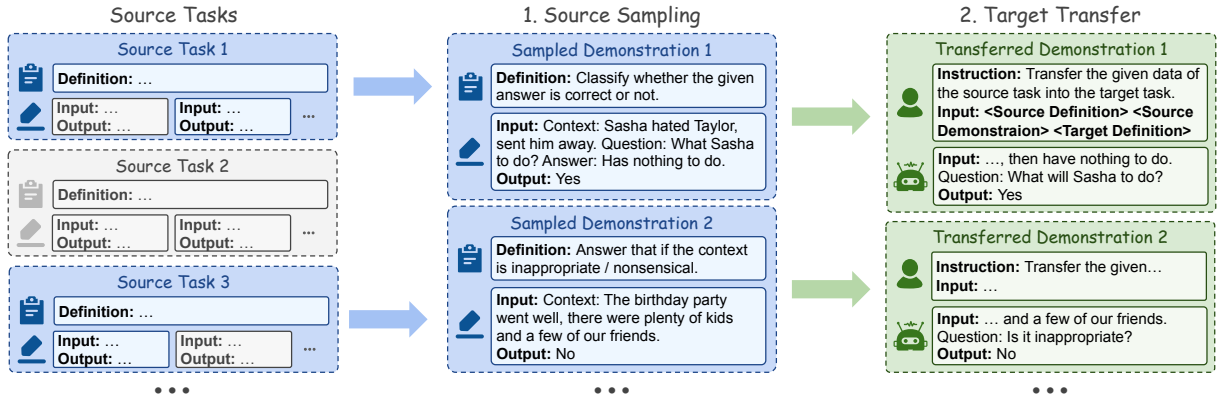 Source Tasks
Source Task 1
Definition: ...
Input: ...
Output: ...
Input: ...
Output: ...
...
Source Task 2
Definition: ...
Input: ...
Output: ...
Input: ...
Output: ...
...
Source Task 3
Definition: ...
Input: ...
Output: ...
Input: ...
Output: ...
...
...
1. Source Sampling
Sampled Demonstration 1
Definition: Classify whether the given
answer is correct or not.
Input: Context: Sasha hated Taylor,
sent him away. Question: What Sasha
to do? Answer: Has nothing to do.
Output: Yes
Sampled Demonstration 2
Definition: Answer that if the context
is inappropriate / nonsensical.
Input: Context: The birthday party
went well, there were plenty of kids
and a few of our friends.
Output: No
...
2. Target Transfer
Transferred Demonstration 1
Instruction: Transfer the given data of
the source task into the target task.
Input: <Source Definition> <Source
Demonstraion> <Target Definition>
Input: ..., then have nothing to do.
Question: What will Sasha to do?
Output: Yes
Transferred Demonstration 2
Instruction: Transfer the given...
Input: ...
Input: ... and a few of our friends.
Question: Is it inappropriate?
Output: No
...